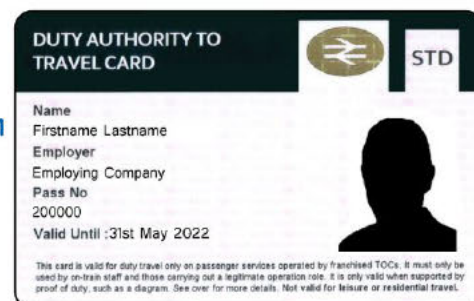 DUTY AUTHORITY TO
TRAVEL CARD
STD
Name
Firstname Lastname
Employer
Employing Company
Pass No
200000
Valid Until :31st May 2022
This card is valid for duty travel only on passenger services operated by franchised TOCs. It must only be
used by on-train staff and those carrying out a legitimate operation role. It is only valid when supported by
proof of duty, such as a diagram. See over for more details. Not valid for leisure or residential travel.